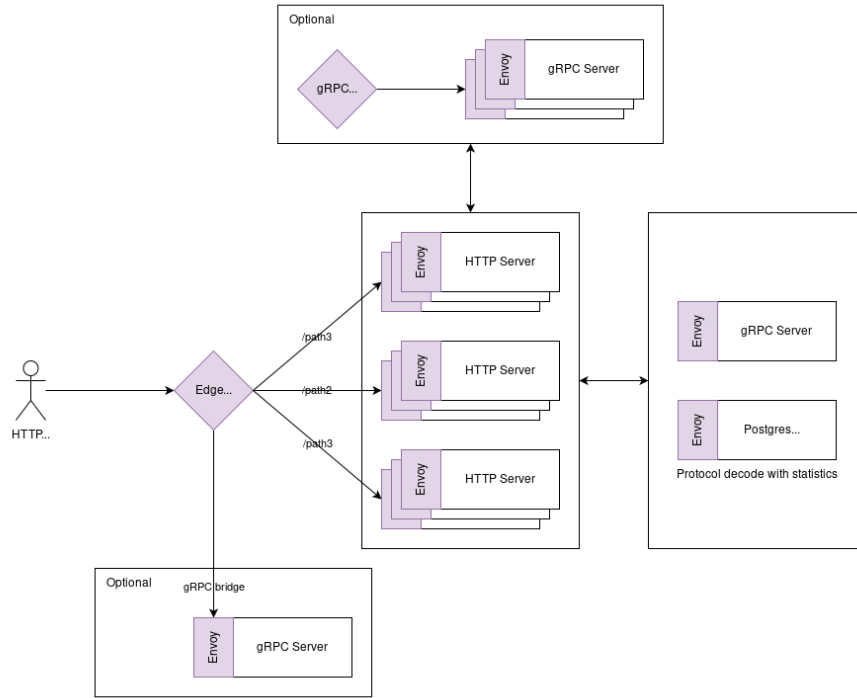 Optional
gRPC...
Envoy
gRPC Server
Envoy
HTTP Server
/path3
Envoy
gRPC Server
Envoy
HTTP Server
Edge...
/path2
HTTP...
Envoy
Postgres...
/path3
Protocol decode with statistics
Envoy
HTTP Server
Optional
gRPC bridge
Envoy
gRPC Server